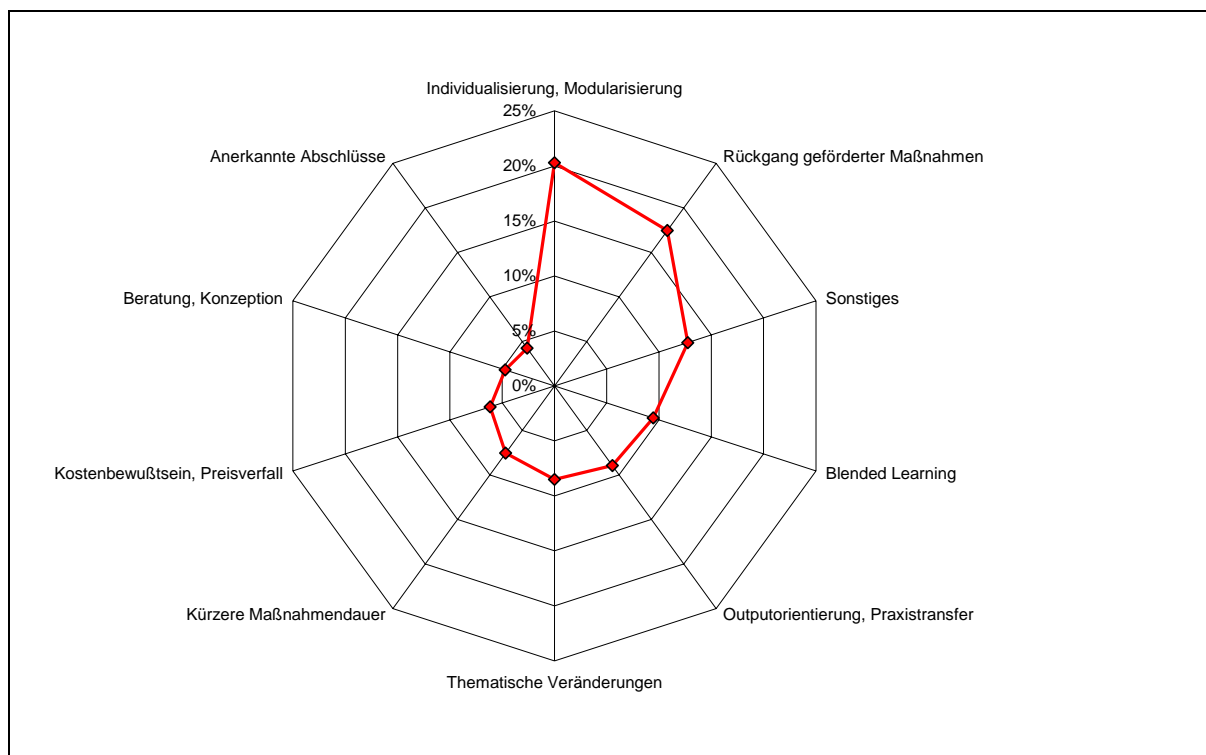 Individualisierung, Modularisierung
25%
Anerkannte Abschlüsse
Rückgang geförderter Maßnahmen
20%
15%
10%
Beratung, Konzeption
Sonstiges
5%
0%
Kostenbewußtsein, Preisverfall
Blended Learning
Kürzere Maßnahmendauer
Outputorientierung, Praxistransfer
Thematische Veränderungen